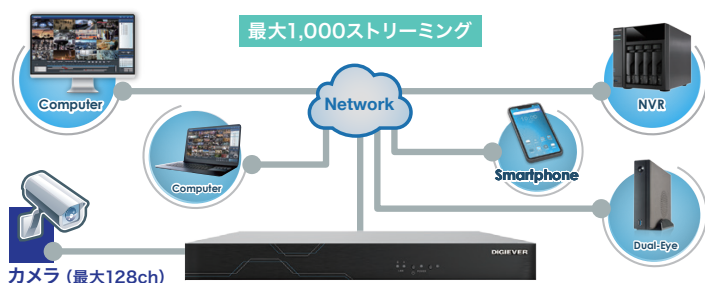 最大1,000ストリーミング
Computer
Network
NVR
Computer
Smartphone
Dual-Eye
DIGIEVER
カメラ (最大128ch)